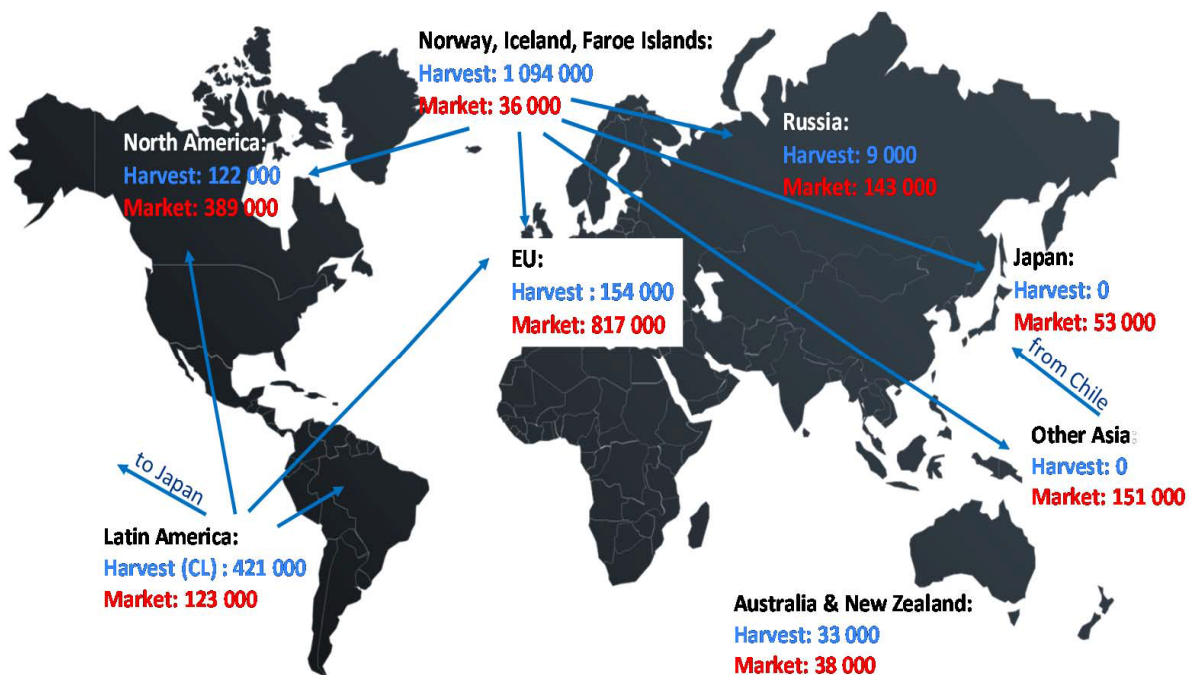 Norway, Iceland, Faroe Islands:
Harvest: 1 094 000
Market: 36 000
North America:
Harvest: 122 000
Market: 389 000
Russia:
Harvest: 9 000
Market: 143 000
EU:
Harvest : 154 000
Market: 817 000
Japan:
Harvest: 0
Market: 53 000
from Chile
Other Asia:
Harvest: 0
Market: 151 000
to Japan
Latin America:
Harvest (CL) : 421 000
Market: 123 000
Australia & New Zealand:
Harvest: 33 000
Market: 38 000